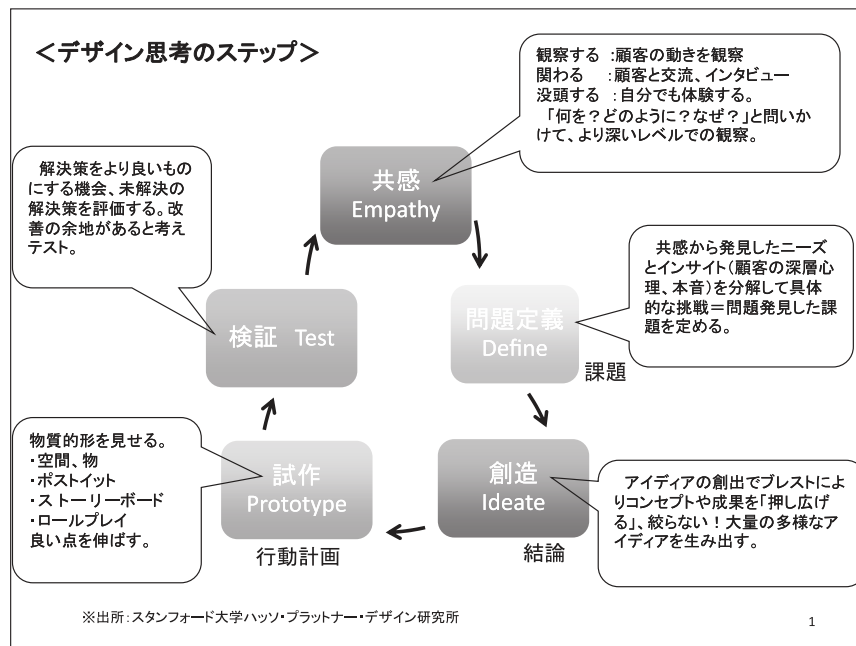 ＜デザイン思考のステップ＞
観察する ：顧客の動きを観察
関わる ：顧客と交流、インタビュー
没頭する ：自分でも体験する。
「何を？どのように？なぜ？」と問いか
けて、より深いレベルでの観察。
共感
Empathy
解決策をより良いもの
にする機会、未解決の
解決策を評価する。改
善の余地があると考え
テスト。
共感から発見したニーズ
とインサイト（顧客の深層心
理、本音）を分解して具体
的な挑戦＝問題発見した課
題を定める。
検証 Test
問題定義
Define
課題
物質的形を見せる。
・空間、物
・ポストイット
・ストーリーボード
・ロールプレイ
良い点を伸ばす。
試作
Prototype
行動計画
創造
Ideate
結論
アイディアの創出でブレストによ
りコンセプトや成果を「押し広げ
る」、絞らない！大量の多様なア
イディアを生み出す。
※出所：スタンフォード大学ハッソ・プラットナー・デザイン研究所
1